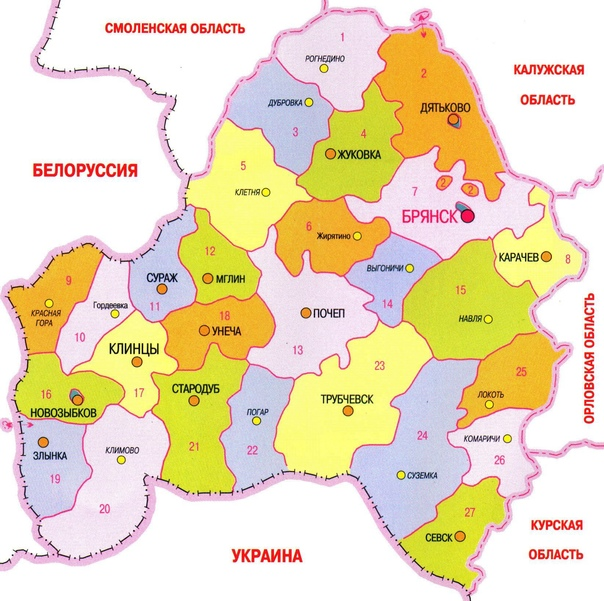 СМОЛЕНСКАЯ ОБЛАСТЬ
1
РОГНЕДИНО
2
КАЛУЖСКАЯ
ОБЛАСТЬ
ДЯТЬКОВО
ДУБРОВКА
3
4
ЖУКОВКА
БЕЛОРУССИЯ
5
КЛЕТНЯ
7
2
2
БРЯНСК
6
Жирятино
КАРАЧЕВ
8
ВЫГОНИЧИ
14
9
КРАСНАЯ
ГОРА
Гордеевка
10
СУРАЖ
11
12
МГЛИН
15
НАВЛЯ
ОРЛОВСКАЯ ОБЛАСТЬ
18
УНЕЧА
ПОЧЕП
13
КЛИНЦЫ
17
23
ТРУБЧЕВСК
25
ЛОКОТЬ
16
НОВОЗЫБКОВ
СТАРОДУБ
21
ПОГАР
22
24
СУЗЕМКА
КОМАРИЧИ
26
ЗЛЫНКА
19
КЛИМОВО
20
27
СЕВСК
КУРСКАЯ
ОБЛАСТЬ
УКРАИНА